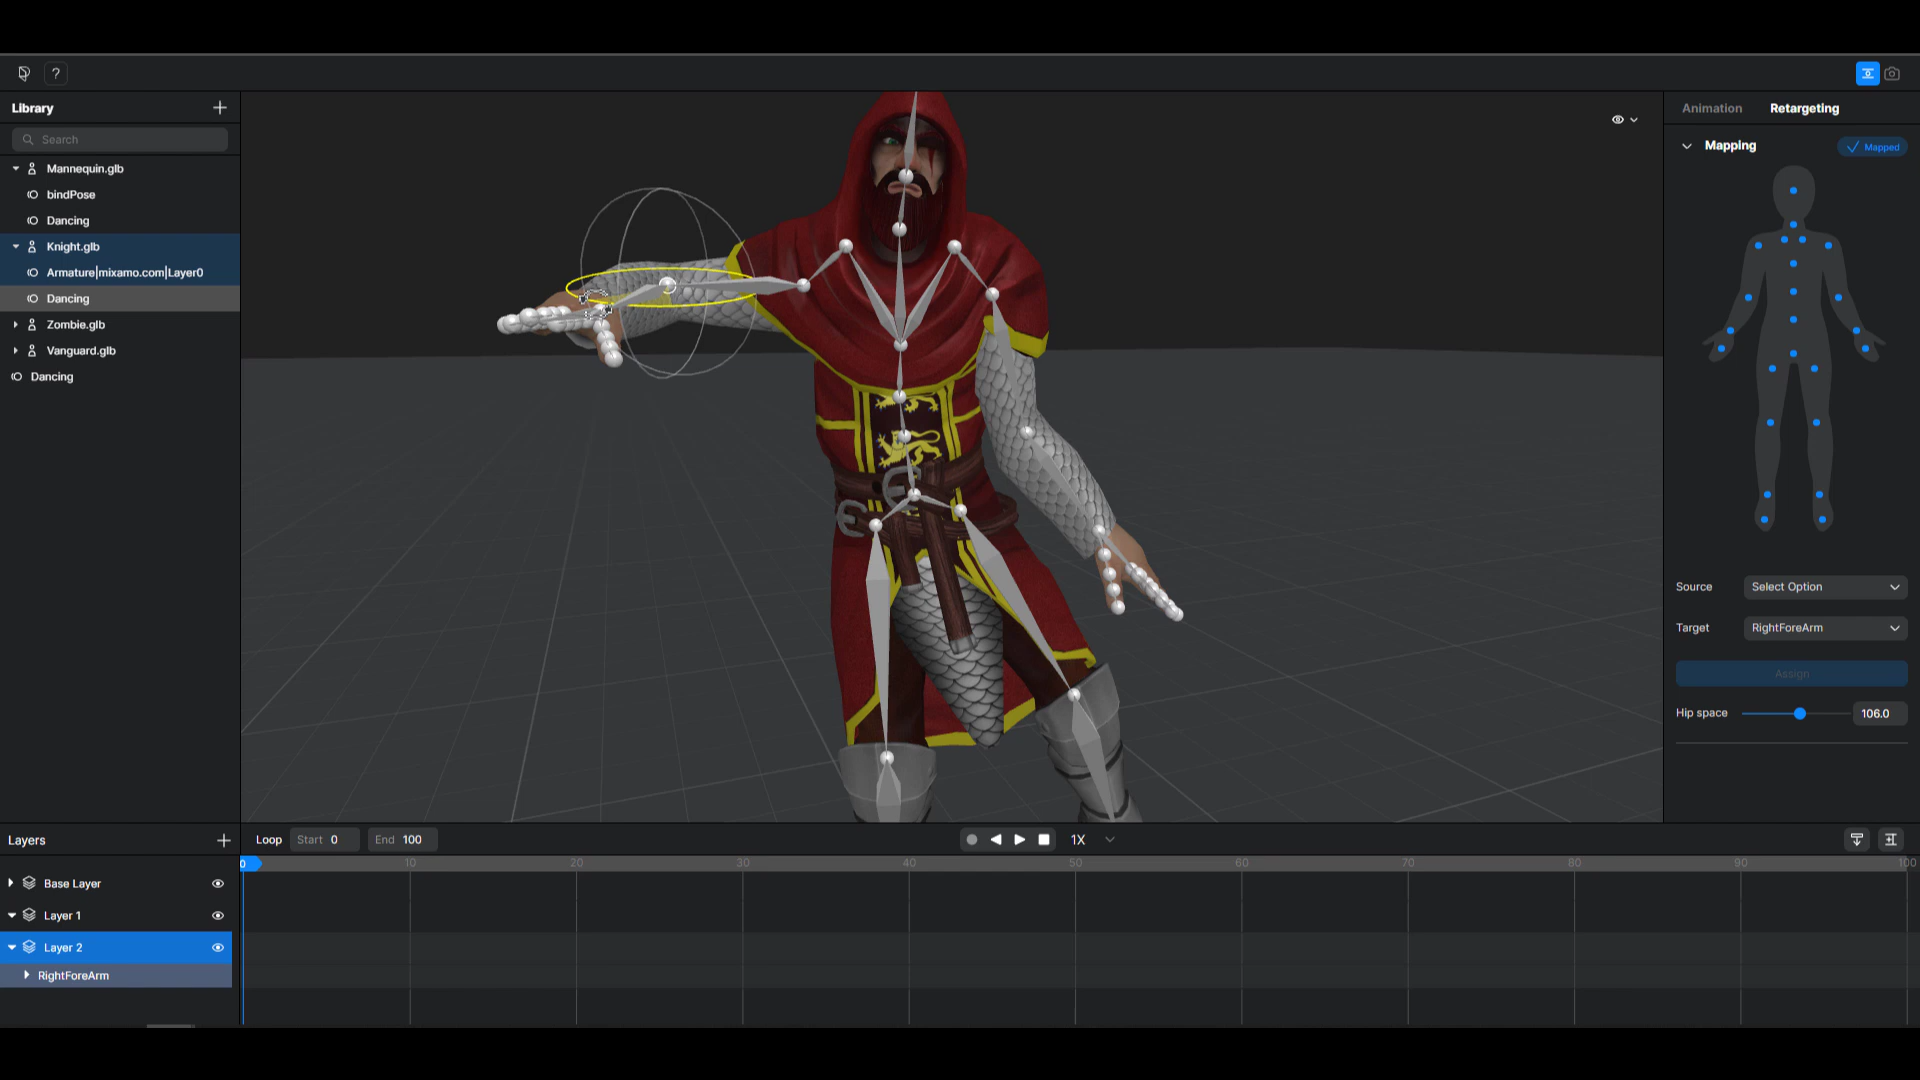 ?
Library
Search
Mannequin.glb
bindPose
Dancing
Knight.glb
Armature|mixamo.com|Layer0
Dancing
Zombie.glb
Vanguard.glb
Dancing
Animation Retargeting
Mapping Mapped
Source Select Option
Target RightForeArm
Assign
Hip space 106.0
Layers Loop Start 0 End 100 1X
0 10 20 30 40 50 60 70 80 90 100
Base Layer
Layer 1
Layer 2
RightForeArm